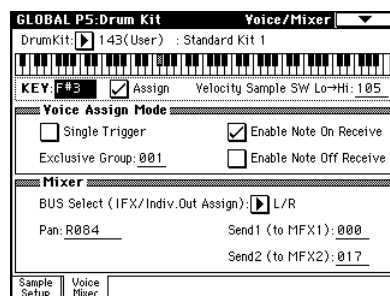 GLOBAL P5:Drum Kit Voice/Mixer
DrumKit: 143(User) : Standard Kit 1
KEY: F#3 Assign Velocity Sample SW Lo→Hi: 105
Voice Assign Mode
Single Trigger Enable Note On Receive
Exclusive Group: 001 Enable Note Off Receive
Mixer
BUS Select (IFX/Indiv.Out Assign): L/R
Pan: R084 Send1 (to MFX1): 000
Send2 (to MFX2): 017
Sample Setup Voice Mixer